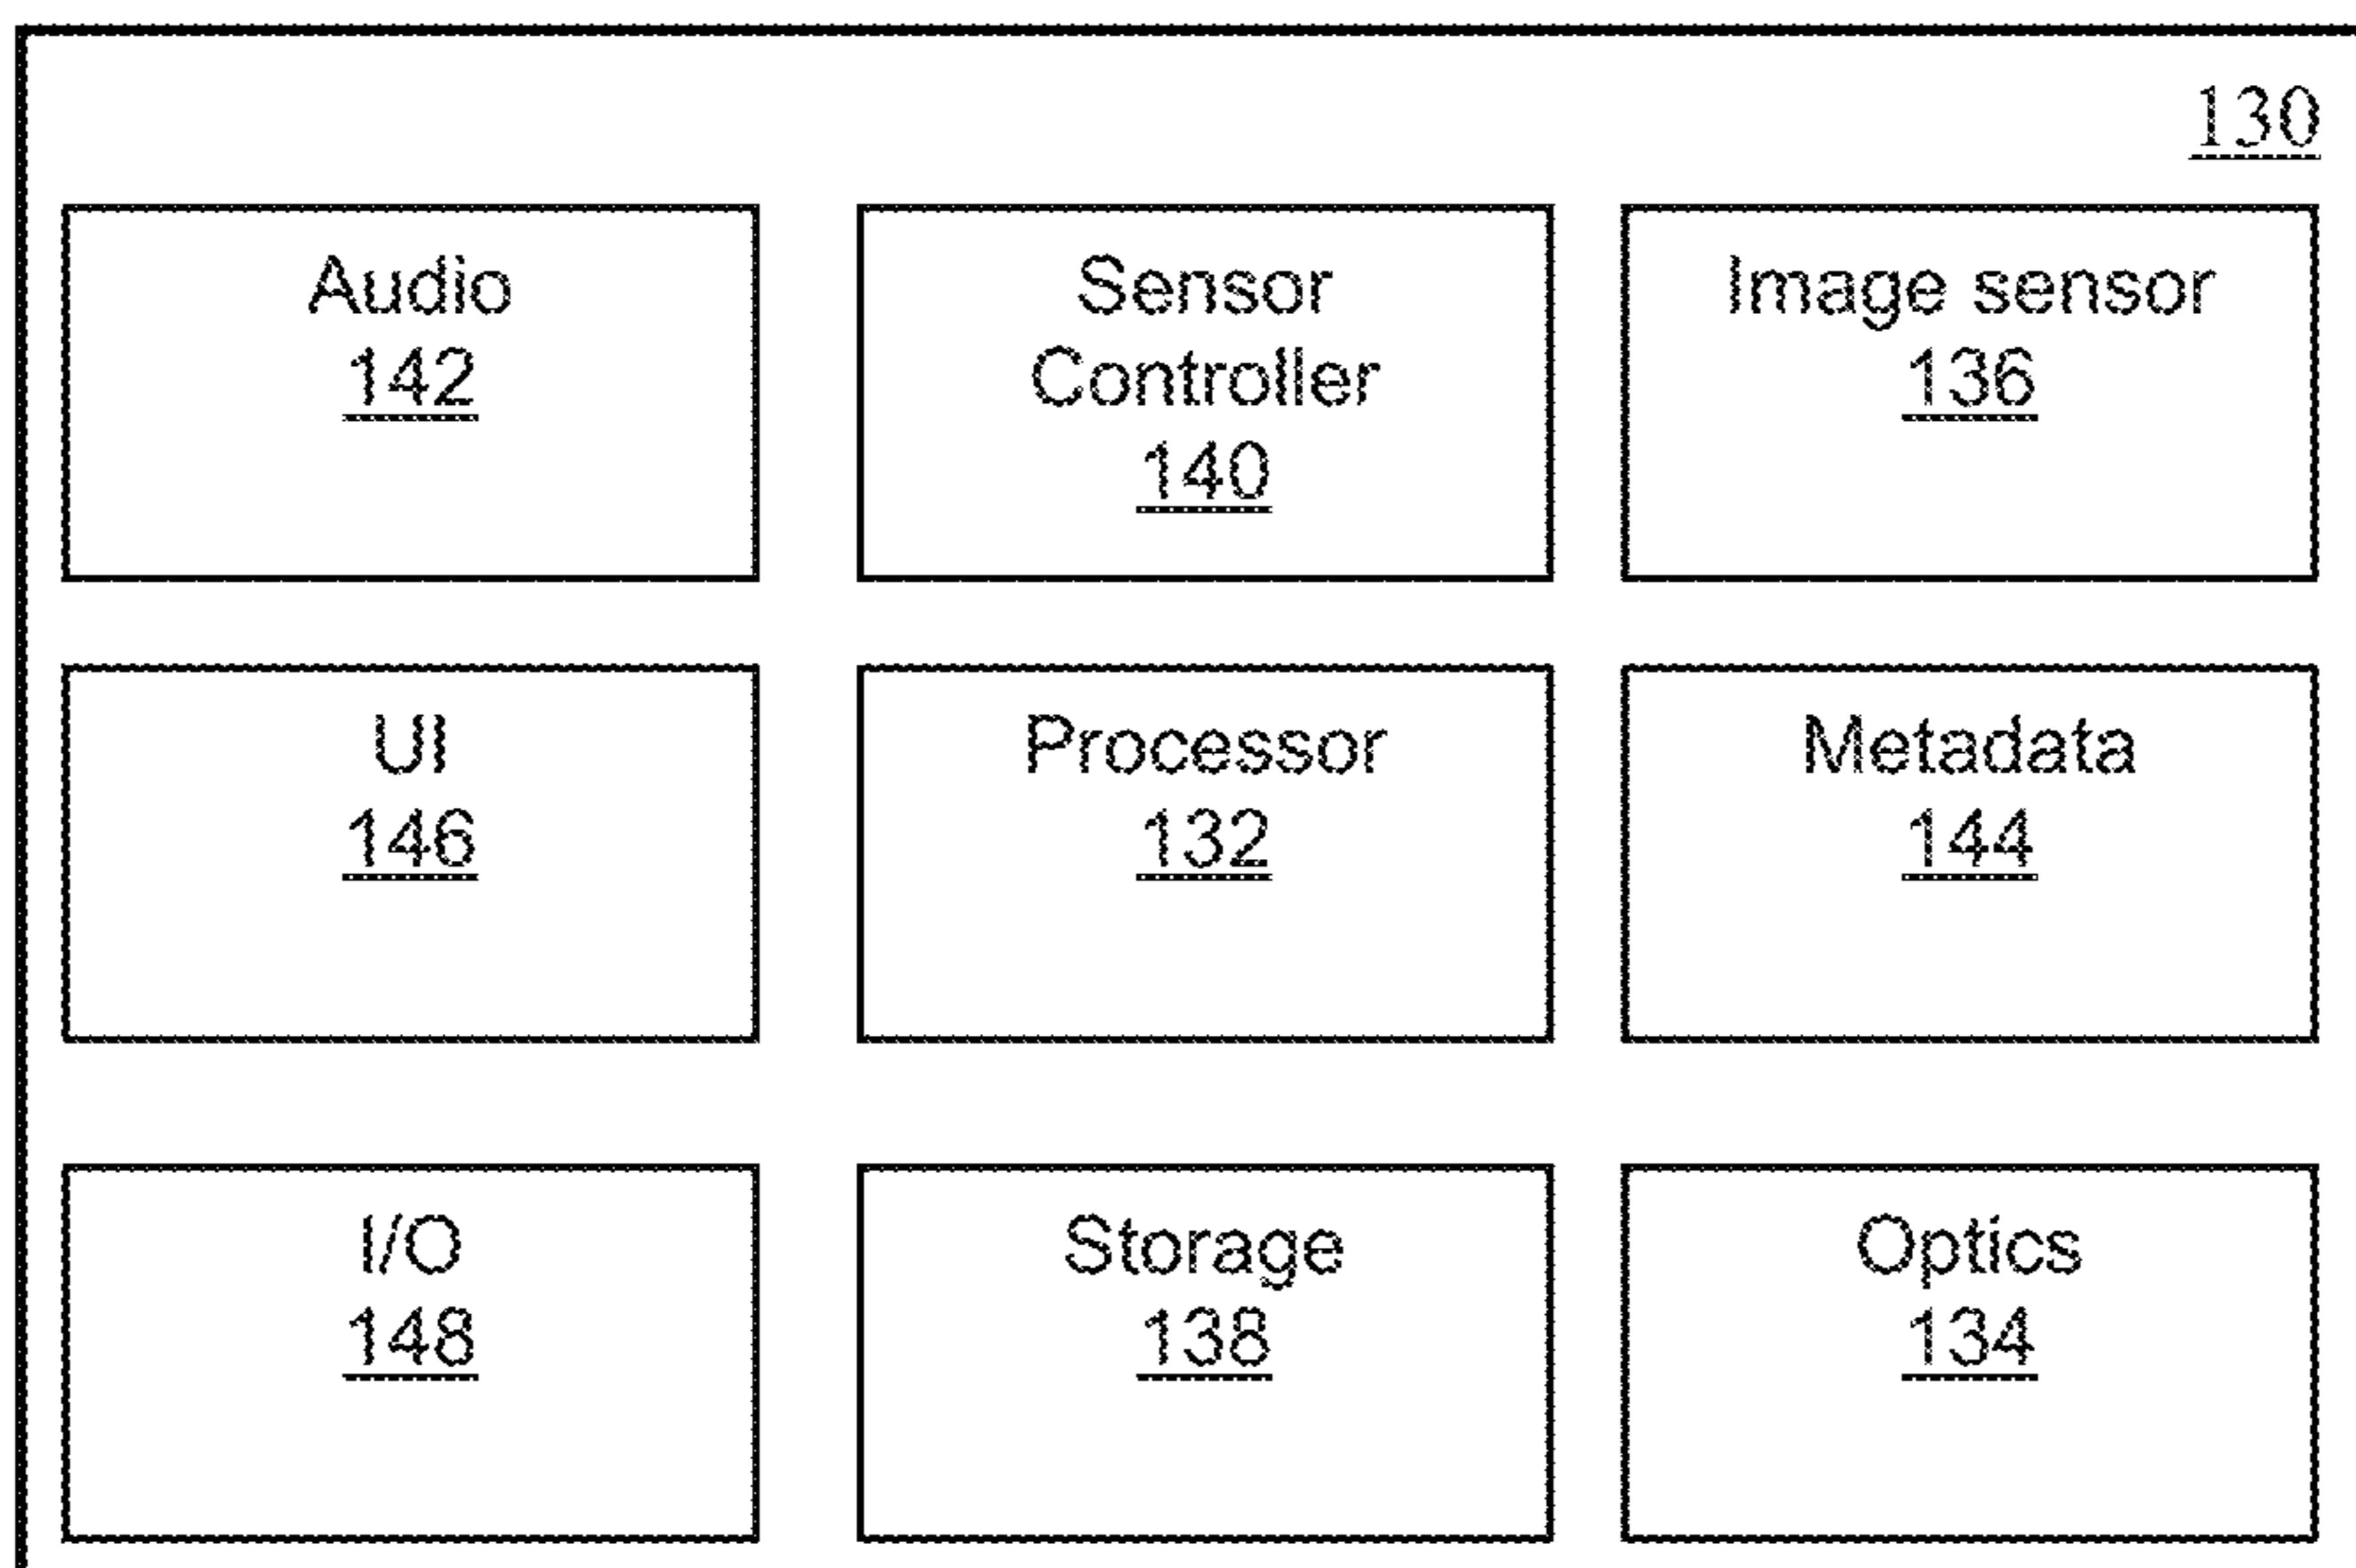 130
Audio
142
Sensor
Controller
140
Image sensor
136
UI
146
Processor
132
Metadata
144
I/O
148
Storage
138
Optics
134